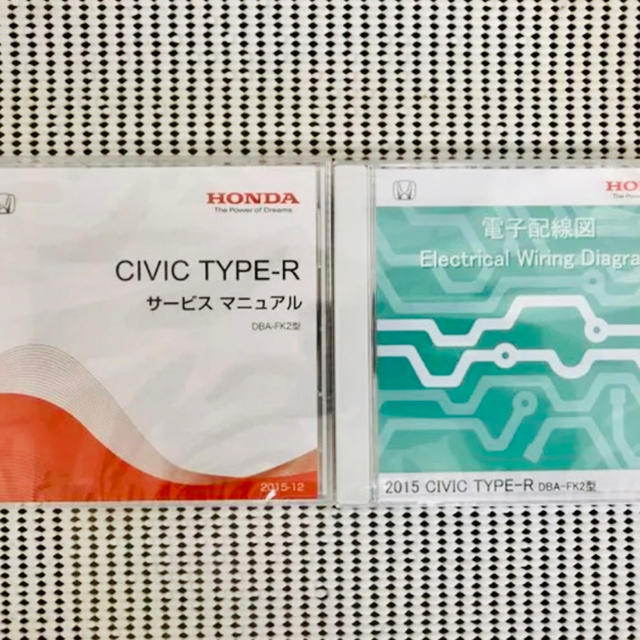 HONDA
The Power of Dreams
CIVIC TYPE-R
サービス マニュアル
DBA-FK2型
2015-12
電子配線図
2015 CIVIC TYPE-R DBA-FK2型
Electrical Wiring